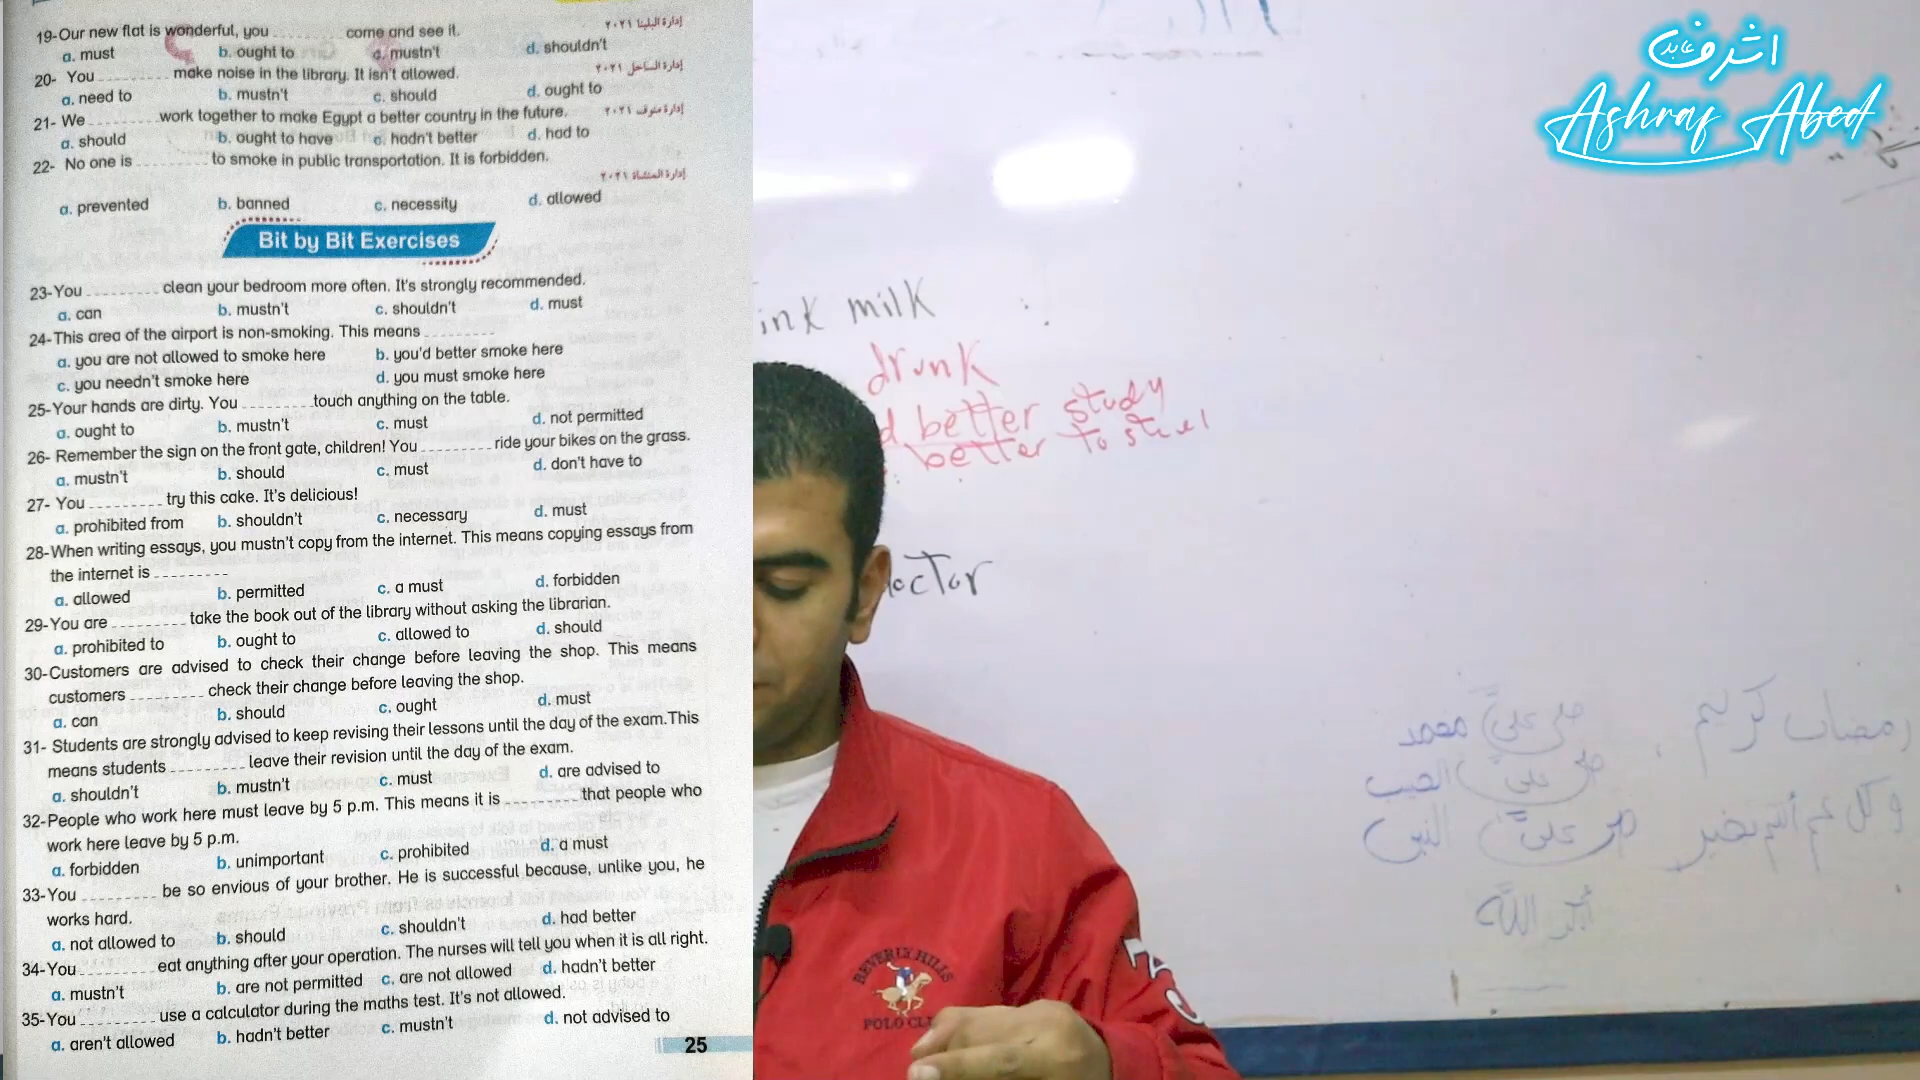 19-Our new flat is wonderful, you ......... come and see it. إدارة البلينا ٢٠٢١
a. must b. ought to c. mustn't d. shouldn't
20- You ......... make noise in the library. It isn't allowed. إدارة الساحل ٢٠٢١
a. need to b. mustn't c. should d. ought to
21- We ......... work together to make Egypt a better country in the future. إدارة منوف ٢٠٢١
a. should b. ought to have c. hadn't better d. had to
22- No one is ......... to smoke in public transportation. It is forbidden.
إدارة المنشاة ٢٠٢١
a. prevented b. banned c. necessity d. allowed
Bit by Bit Exercises
23-You ......... clean your bedroom more often. It's strongly recommended.
a. can b. mustn't c. shouldn't d. must
24-This area of the airport is non-smoking. This means .........
a. you are not allowed to smoke here b. you'd better smoke here
c. you needn't smoke here d. you must smoke here
25-Your hands are dirty. You ......... touch anything on the table.
a. ought to b. mustn't c. must d. not permitted
26- Remember the sign on the front gate, children! You ......... ride your bikes on the grass.
a. mustn't b. should c. must d. don't have to
27- You ......... try this cake. It's delicious!
a. prohibited from b. shouldn't c. necessary d. must
28-When writing essays, you mustn't copy from the internet. This means copying essays from
the internet is .........
a. allowed b. permitted c. a must d. forbidden
29-You are ......... take the book out of the library without asking the librarian.
a. prohibited to b. ought to c. allowed to d. should
30-Customers are advised to check their change before leaving the shop. This means
customers ......... check their change before leaving the shop.
a. can b. should c. ought d. must
31- Students are strongly advised to keep revising their lessons until the day of the exam.This
means students ......... leave their revision until the day of the exam.
a. shouldn't b. mustn't c. must d. are advised to
32-People who work here must leave by 5 p.m. This means it is ......... that people who
work here leave by 5 p.m.
a. forbidden b. unimportant c. prohibited d. a must
33-You ......... be so envious of your brother. He is successful because, unlike you, he
works hard.
a. not allowed to b. should c. shouldn't d. had better
34-You ......... eat anything after your operation. The nurses will tell you when it is all right.
a. mustn't b. are not permitted c. are not allowed d. hadn't better
35-You ......... use a calculator during the maths test. It's not allowed.
a. aren't allowed b. hadn't better c. mustn't d. not advised to
25
اشرف عابد
Ashraf Abed
ink milk
drunk
d better study
better to
octor
رمضان كريم
صلي علي محمد
صلي علي الحبيب
صلي علي النبي
BEVERLY HILLS
POLO CL